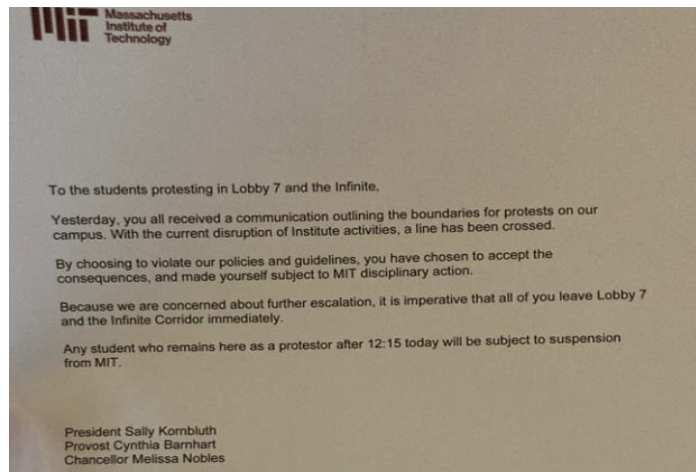 Massachusetts
Institute of
Technology
To the students protesting in Lobby 7 and the Infinite,
Yesterday, you all received a communication outlining the boundaries for protests on our
campus. With the current disruption of Institute activities, a line has been crossed.
By choosing to violate our policies and guidelines, you have chosen to accept the
consequences, and made yourself subject to MIT disciplinary action.
Because we are concerned about further escalation, it is imperative that all of you leave Lobby 7
and the Infinite Corridor immediately.
Any student who remains here as a protestor after 12:15 today will be subject to suspension
from MIT.
President Sally Kornbluth
Provost Cynthia Barnhart
Chancellor Melissa Nobles